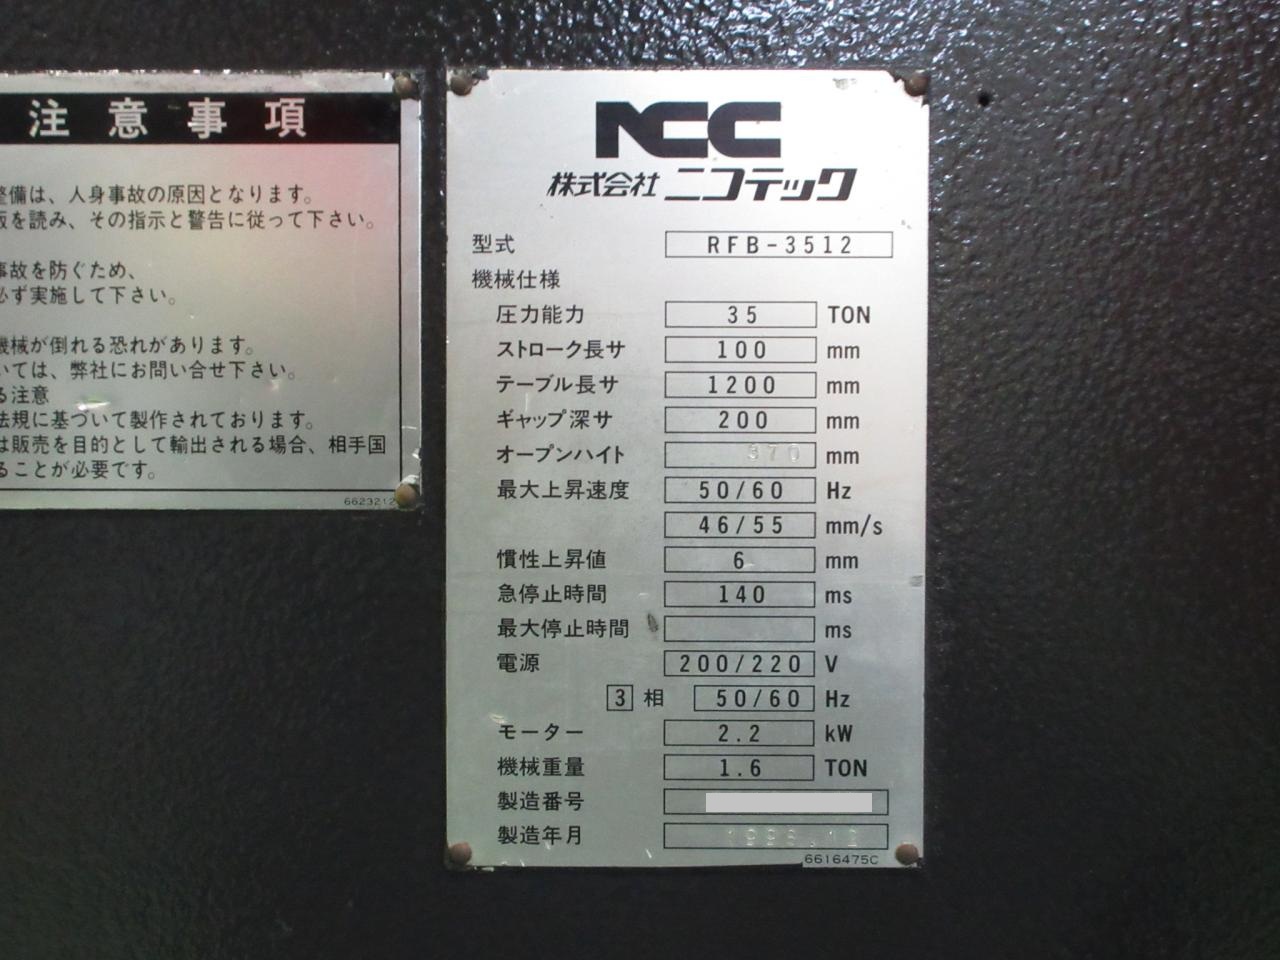 注意事項
整備は、人身事故の原因となります。
を読み、その指示と警告に従って下さい。
事故を防ぐため、
必ず実施して下さい。
機械が倒れる恐れがあります。
いては、弊社にお問い合せ下さい。
る注意
法規に基づいて製作されております。
は販売を目的として輸出される場合、相手国
ることが必要です。
6623212
NCC
株式会社 ニコテック
型式 RFB-3512
機械仕様
圧力能力 35 TON
ストローク長サ 100 mm
テーブル長サ 1200 mm
ギャップ深サ 200 mm
オープンハイト 370 mm
最大上昇速度 50/60 Hz
46/55 mm/s
慣性上昇値 6 mm
急停止時間 140 ms
最大停止時間 ms
電源 200/220 V
3 相 50/60 Hz
モーター 2.2 kW
機械重量 1.6 TON
製造番号
製造年月
6616475C